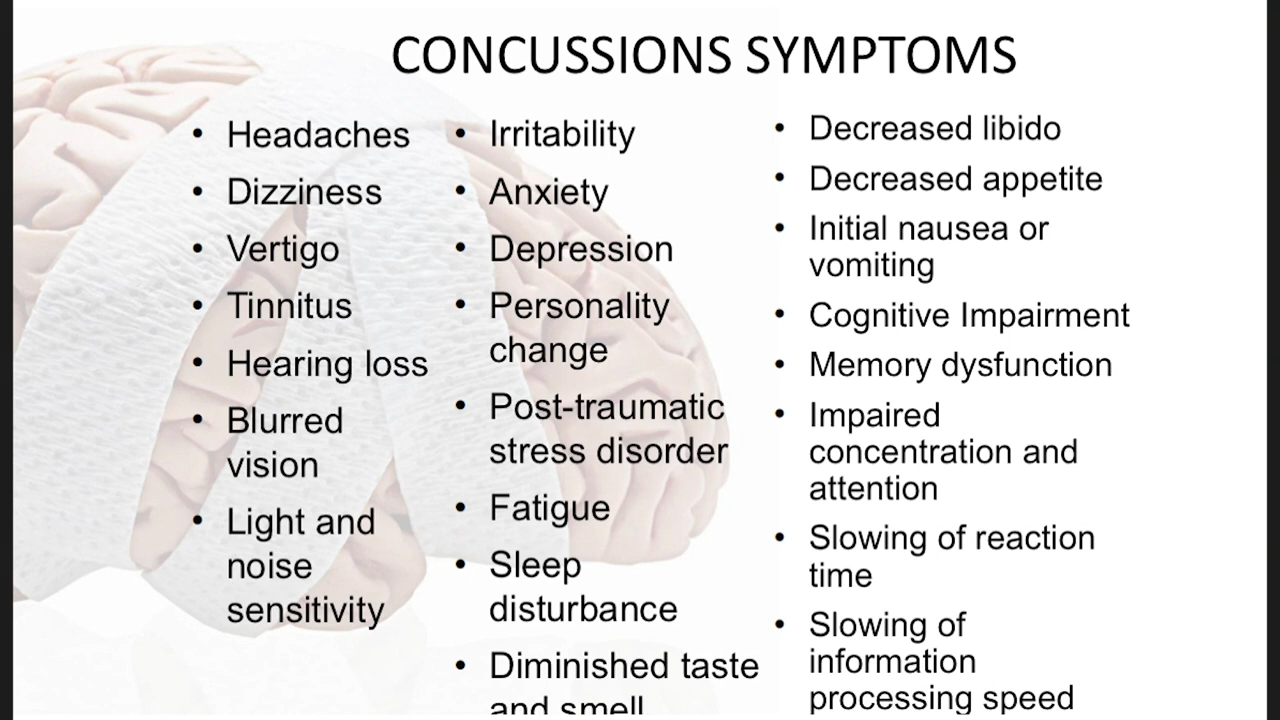 CONCUSSIONS SYMPTOMS
• Headaches
• Dizziness
• Vertigo
• Tinnitus
• Hearing loss
• Blurred
vision
• Light and
noise
sensitivity
• Irritability
• Anxiety
• Depression
• Personality
change
• Post-traumatic
stress disorder
• Fatigue
• Sleep
disturbance
• Diminished taste
and smell
• Decreased libido
• Decreased appetite
• Initial nausea or
vomiting
• Cognitive Impairment
• Memory dysfunction
• Impaired
concentration and
attention
• Slowing of reaction
time
• Slowing of
information
processing speed